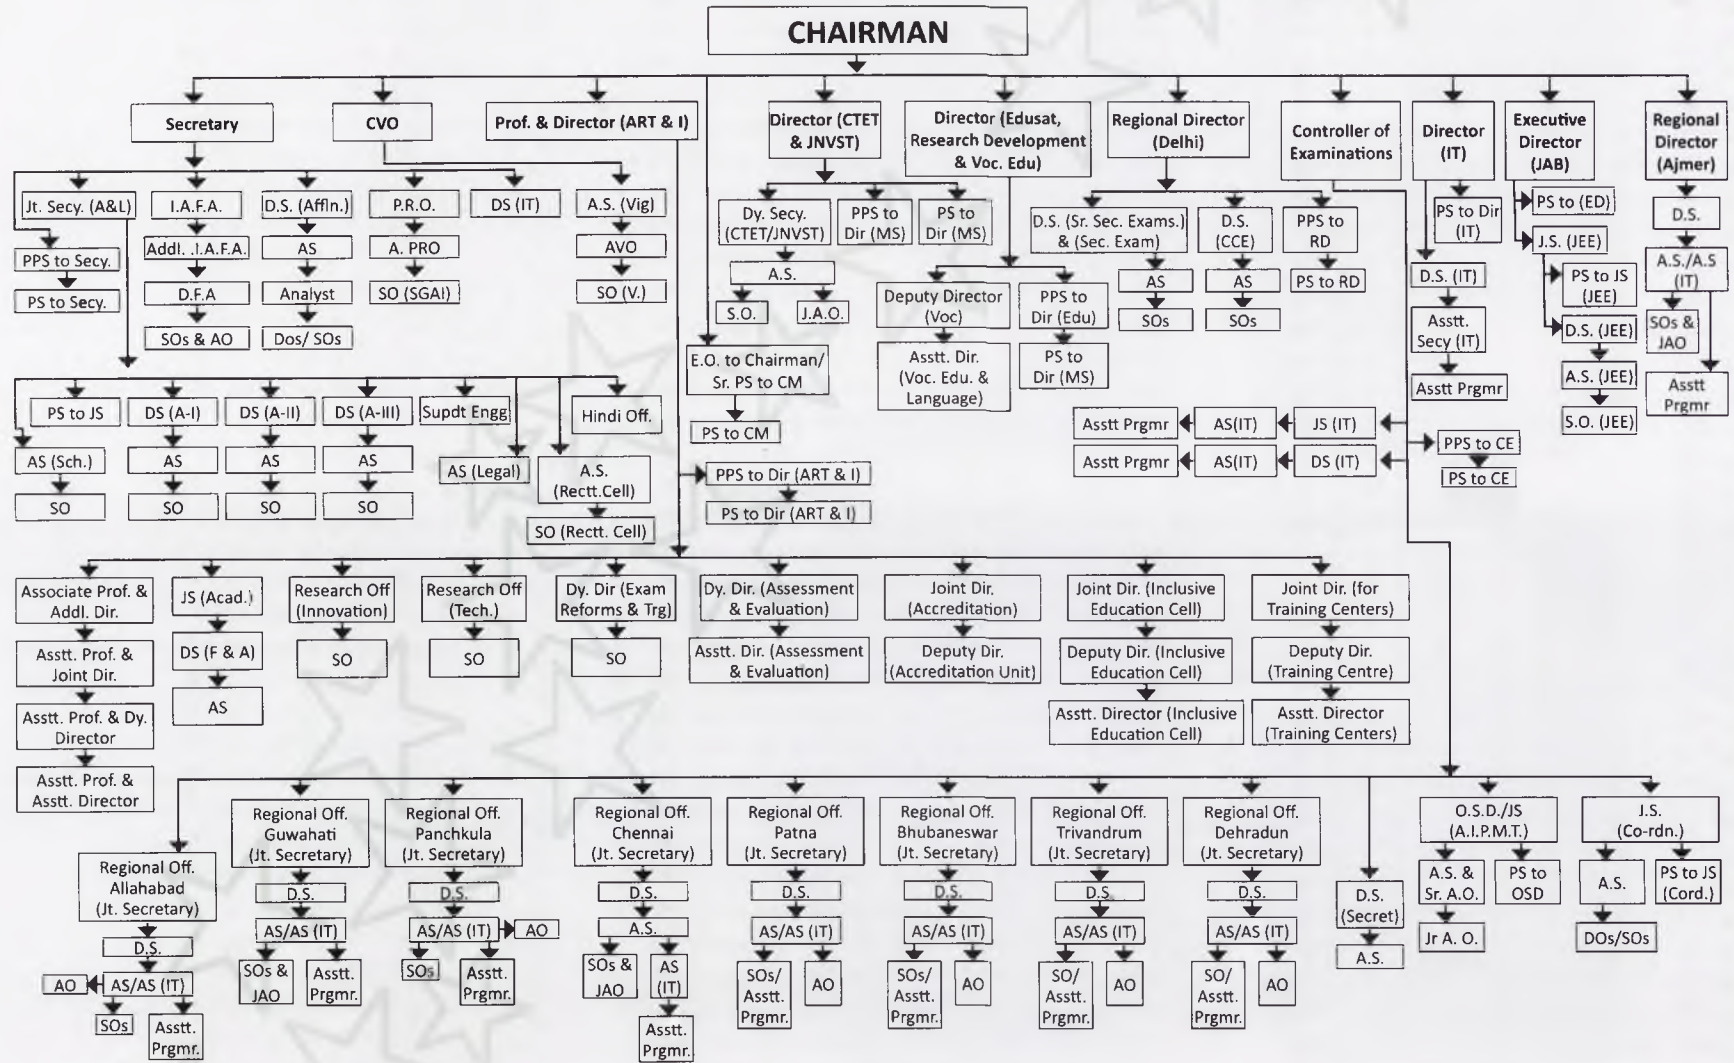 CHAIRMAN
Secretary
CVO
Prof. & Director (ART & I)
Director (CTET
& JNVST)
Director (Edusat,
Research Development
& Voc. Edu)
Regional Director
(Delhi)
Controller of
Examinations
Director
(IT)
Executive
Director
(JAB)
Regional
Director
(Ajmer)
Jt. Secy. (A&L)
I.A.F.A.
D.S. (Affln.)
P.R.O.
DS (IT)
A.S. (Vig)
PPS to Secy.
PS to Secy.
Addl. .I.A.F.A.
D.F.A
SOs & AO
AS
Analyst
Dos/ SOs
A. PRO
SO (SGAI)
AVO
SO (V.)
Dy. Secy.
(CTET/JNVST)
PPS to
Dir (MS)
PS to
Dir (MS)
A.S.
S.O.
J.A.O.
E.O. to Chairman/
Sr. PS to CM
PS to CM
Deputy Director
(Voc)
Asstt. Dir.
(Voc. Edu. &
Language)
PPS to
Dir (Edu)
PS to
Dir (MS)
D.S. (Sr. Sec. Exams.)
& (Sec. Exam)
AS
SOs
D.S.
(CCE)
AS
SOs
PPS to
RD
PS to RD
PS to Dir
(IT)
D.S. (IT)
Asstt.
Secy (IT)
Asstt Prgmr
PS to (ED)
J.S. (JEE)
PS to JS
(JEE)
D.S. (JEE)
A.S. (JEE)
S.O. (JEE)
D.S.
A.S./A.S
(IT)
SOs &
JAO
Asstt
Prgmr
PS to JS
DS (A-I)
DS (A-II)
DS (A-III)
Supdt Engg
Hindi Off.
AS (Sch.)
AS
AS
AS
AS (Legal)
A.S.
(Rectt.Cell)
SO
SO
SO
SO
SO (Rectt. Cell)
PPS to Dir (ART & I)
PS to Dir (ART & I)
Asstt Prgmr
AS(IT)
JS (IT)
Asstt Prgmr
AS(IT)
DS (IT)
PPS to CE
PS to CE
Associate Prof. &
Addl. Dir.
Asstt. Prof. &
Joint Dir.
Asstt. Prof. & Dy.
Director
Asstt. Prof. &
Asstt. Director
JS (Acad.)
DS (F & A)
AS
Research Off
(Innovation)
SO
Research Off
(Tech.)
SO
Dy. Dir (Exam
Reforms & Trg)
SO
Dy. Dir. (Assessment
& Evaluation)
Asstt. Dir. (Assessment
& Evaluation)
Joint Dir.
(Accreditation)
Deputy Dir.
(Accreditation Unit)
Joint Dir. (Inclusive
Education Cell)
Deputy Dir. (Inclusive
Education Cell)
Asstt. Director (Inclusive
Education Cell)
Joint Dir. (for
Training Centers)
Deputy Dir.
(Training Centre)
Asstt. Director
(Training Centers)
Regional Off.
Allahabad
(Jt. Secretary)
D.S.
AO
AS/AS (IT)
SOs
Asstt.
Prgmr.
Regional Off.
Guwahati
(Jt. Secretary)
D.S.
AS/AS (IT)
SOs &
JAO
Asstt.
Prgmr.
Regional Off.
Panchkula
(Jt. Secretary)
D.S.
AS/AS (IT)
AO
SOs
Asstt.
Prgmr.
Regional Off.
Chennai
(Jt. Secretary)
D.S.
A.S.
SOs &
JAO
AS
(IT)
Asstt.
Prgmr.
Regional Off.
Patna
(Jt. Secretary)
D.S.
AS/AS (IT)
SOs/
Asstt.
Prgmr.
AO
Regional Off.
Bhubaneswar
(Jt. Secretary)
D.S.
AS/AS (IT)
SOs/
Asstt.
Prgmr.
AO
Regional Off.
Trivandrum
(Jt. Secretary)
D.S.
AS/AS (IT)
SO/
Asstt.
Prgmr.
AO
Regional Off.
Dehradun
(Jt. Secretary)
D.S.
AS/AS (IT)
SO/
Asstt.
Prgmr.
AO
D.S.
(Secret)
A.S.
O.S.D./JS
(A.I.P.M.T.)
A.S. &
Sr. A.O.
Jr A. O.
PS to
OSD
J.S.
(Co-rdn.)
A.S.
DOs/SOs
PS to JS
(Cord.)